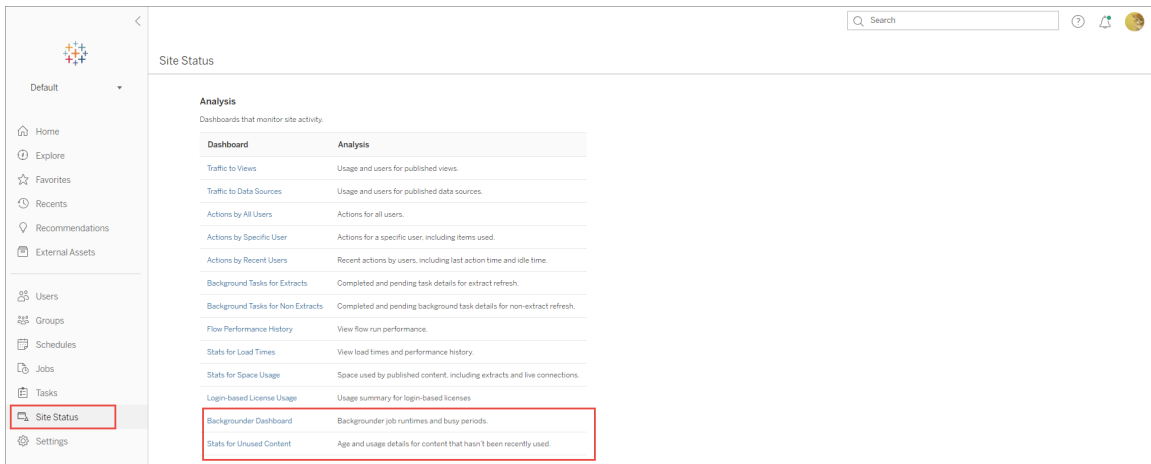 Search
Site Status
Default
Home
Explore
Favorites
Recents
Recommendations
External Assets
Users
Groups
Schedules
Jobs
Tasks
Site Status
Settings
Analysis
Dashboards that monitor site activity.
Dashboard Analysis
Traffic to Views Usage and users for published views.
Traffic to Data Sources Usage and users for published data sources.
Actions by All Users Actions for all users.
Actions by Specific User Actions for a specific user, including items used.
Actions by Recent Users Recent actions by users, including last action time and idle time.
Background Tasks for Extracts Completed and pending task details for extract refresh.
Background Tasks for Non Extracts Completed and pending background task details for non-extract refresh.
Flow Performance History View flow run performance.
Stats for Load Times View load times and performance history.
Stats for Space Usage Space used by published content, including extracts and live connections.
Login-based License Usage Usage summary for login-based licenses
Backgrounder Dashboard Backgrounder job runtimes and busy periods.
Stats for Unused Content Age and usage details for content that hasn't been recently used.